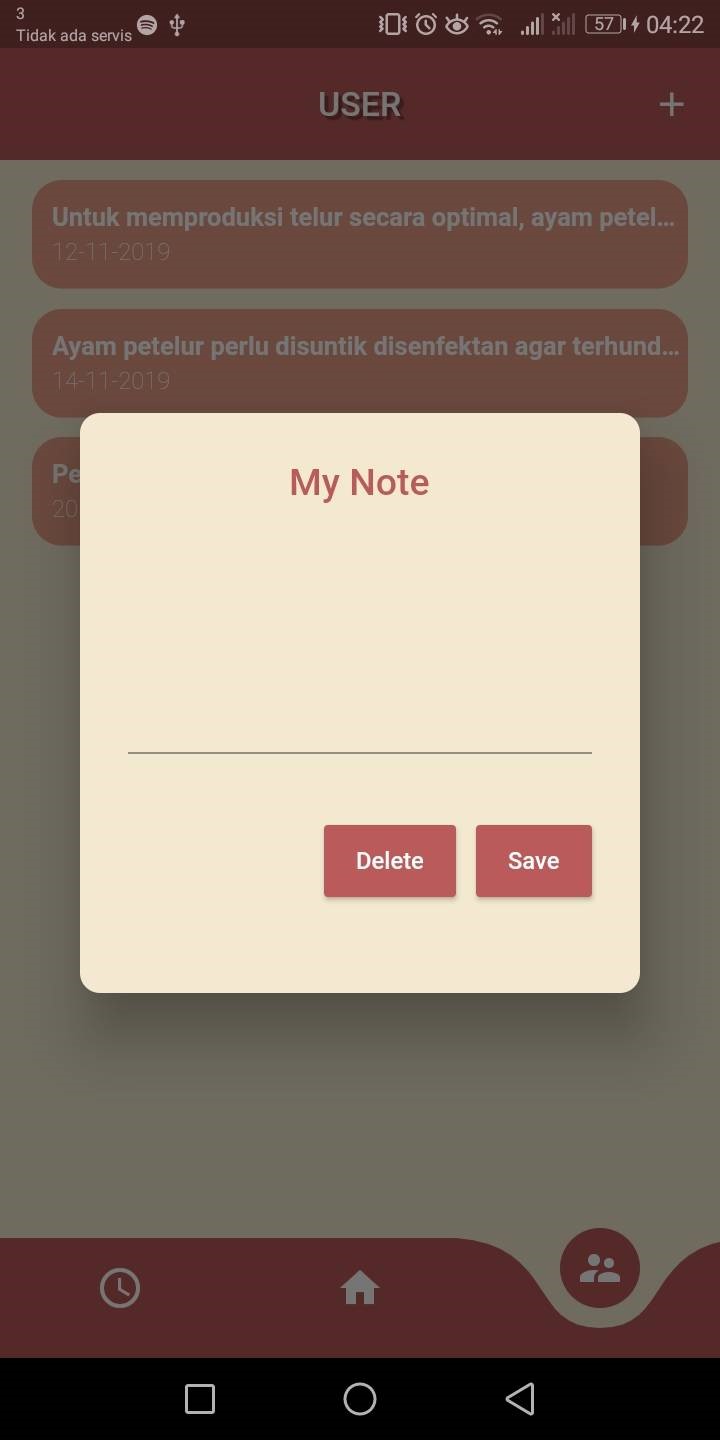 3
Tidak ada servis
57
04:22
USER
Untuk memproduksi telur secara optimal, ayam petel...
12-11-2019
Ayam petelur perlu disuntik disenfektan agar terhund...
14-11-2019
Pe
20
My Note
Delete
Save